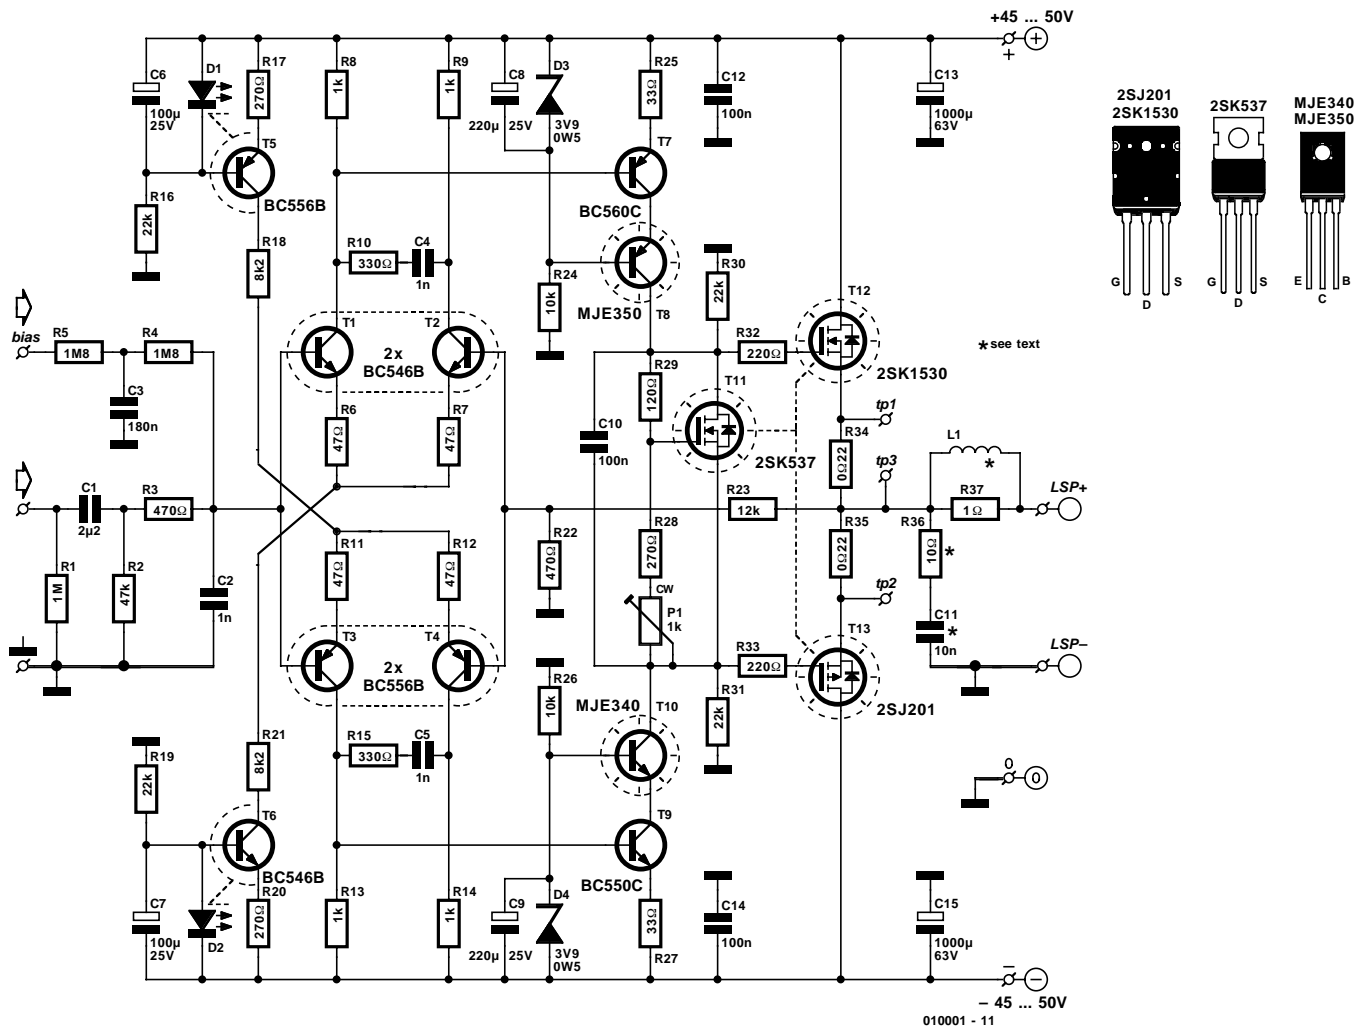 +45 ... 50V
+
+
C6
100µ
25V
D1
R17
270Ω
R8
1k
R9
1k
C8
220µ
25V
D3
3V9
0W5
R25
33Ω
C12
100n
C13
1000µ
63V
2SJ201
2SK1530
2SK537
MJE340
MJE350
G
D
S
G
D
S
E
C
B
T5
BC556B
T7
BC560C
R16
22k
R18
8k2
R10
330Ω
C4
1n
R24
10k
MJE350
T8
R30
22k
T12
2SK1530
bias
R5
1M8
R4
1M8
C3
180n
T1
T2
2x
BC546B
R32
220Ω
* see text
R6
47Ω
R7
47Ω
R29
120Ω
T11
2SK537
C10
100n
tp1
R34
0Ω22
tp3
L1
*
C1
2µ2
R3
470Ω
R23
12k
R37
1Ω
LSP+
R1
1M
R2
47k
C2
1n
R11
47Ω
R12
47Ω
R22
470Ω
R28
270Ω
R35
0Ω22
R36
10Ω
*
CW
P1
1k
tp2
C11
10n
*
T3
T4
2x
BC556B
R33
220Ω
T13
2SJ201
LSP–
R26
10k
MJE340
T10
R31
22k
R19
22k
R21
8k2
R15
330Ω
C5
1n
0
0
T6
BC546B
T9
BC550C
C7
100µ
25V
D2
R20
270Ω
R13
1k
R14
1k
C9
220µ
25V
D4
3V9
0W5
33Ω
R27
C14
100n
C15
1000µ
63V
–
–
– 45 ... 50V
010001 - 11